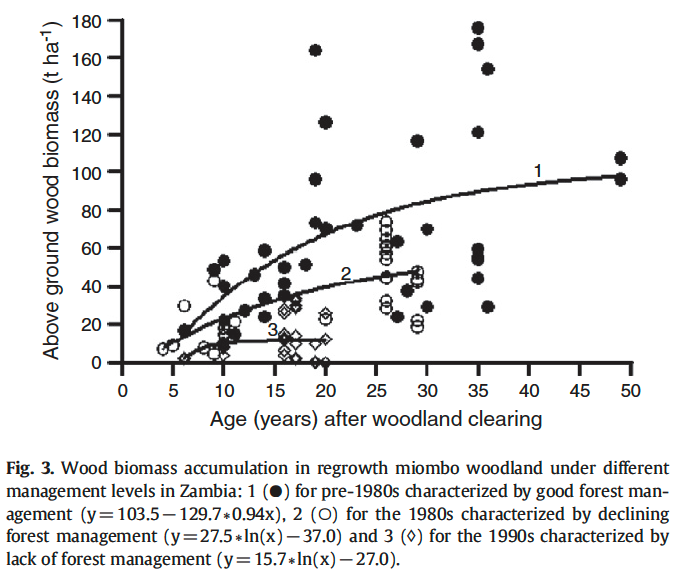 180
160
140
120
100
80
60
40
20
0
Above ground wood biomass (t ha-1)
1
2
3
0 5 10 15 20 25 30 35 40 45 50
Age (years) after woodland clearing
Fig. 3. Wood biomass accumulation in regrowth miombo woodland under different
management levels in Zambia: 1 (●) for pre-1980s characterized by good forest man-
agement (y=103.5−129.7*0.94x), 2 (○) for the 1980s characterized by declining
forest management (y=27.5*ln(x)−37.0) and 3 (◊) for the 1990s characterized by
lack of forest management (y=15.7*ln(x)−27.0).